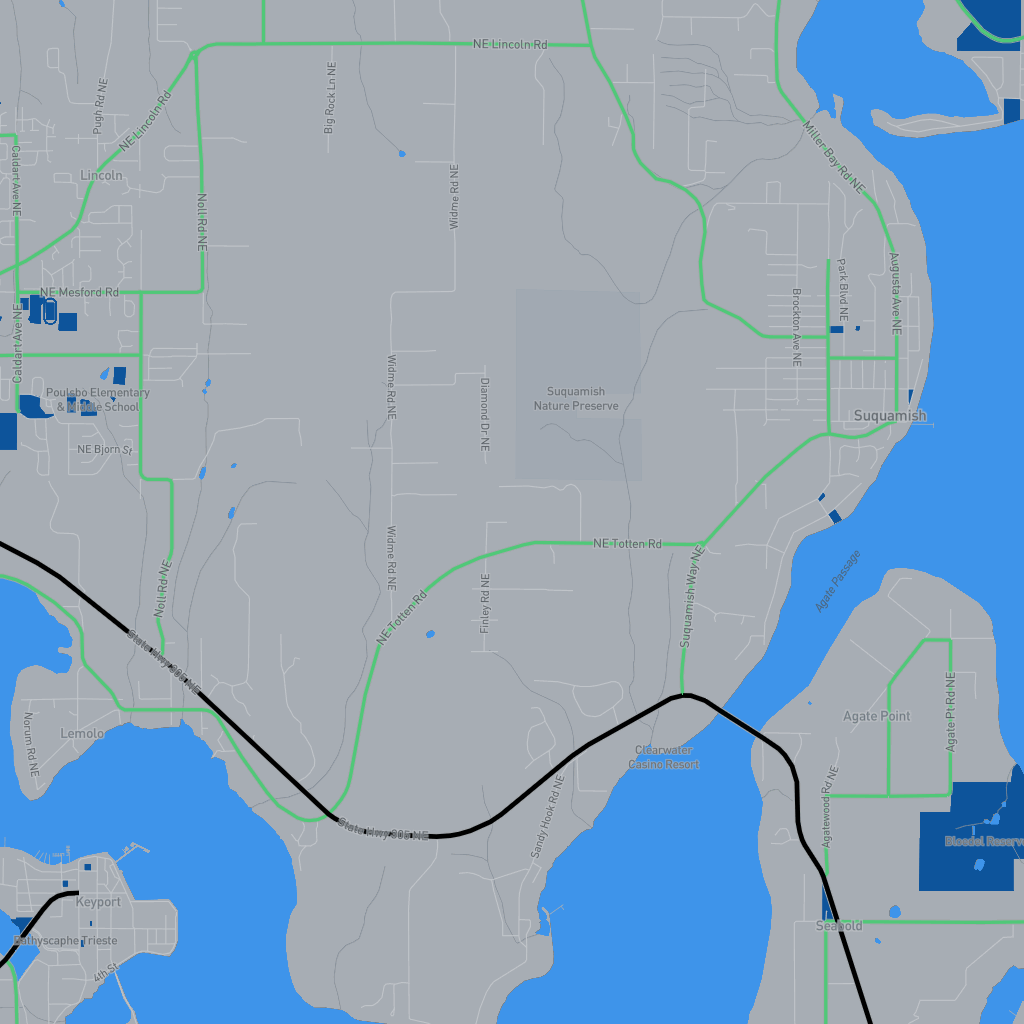 NE Lincoln Rd
Big Rock Ln NE
Pugh Rd NE
NE Lincoln Rd
Miller Bay Rd NE
Lincoln
Caldart Ave NE
Noll Rd NE
Widme Rd NE
Park Blvd NE
Augusta Ave NE
NE Mesford Rd
Brockton Ave NE
Caldart Ave NE
Widme Rd NE
Diamond Dr NE
Poulsbo Elementary
& Middle School
Suquamish
Nature Preserve
Suquamish
NE Bjorn St
NE Totten Rd
Widme Rd NE
Noll Rd NE
Finley Rd NE
Suquamish Way NE
Agate Passage
NE Totten Rd
State Hwy 305 NE
Agate Pt Rd NE
Agate Point
Norum Rd NE
Lemolo
Clearwater
Casino Resort
Sandy Hook Rd NE
Agatewood Rd NE
State Hwy 305 NE
Bloedel Reserve
Keyport
Seabold
Bathyscaphe Trieste
4th St